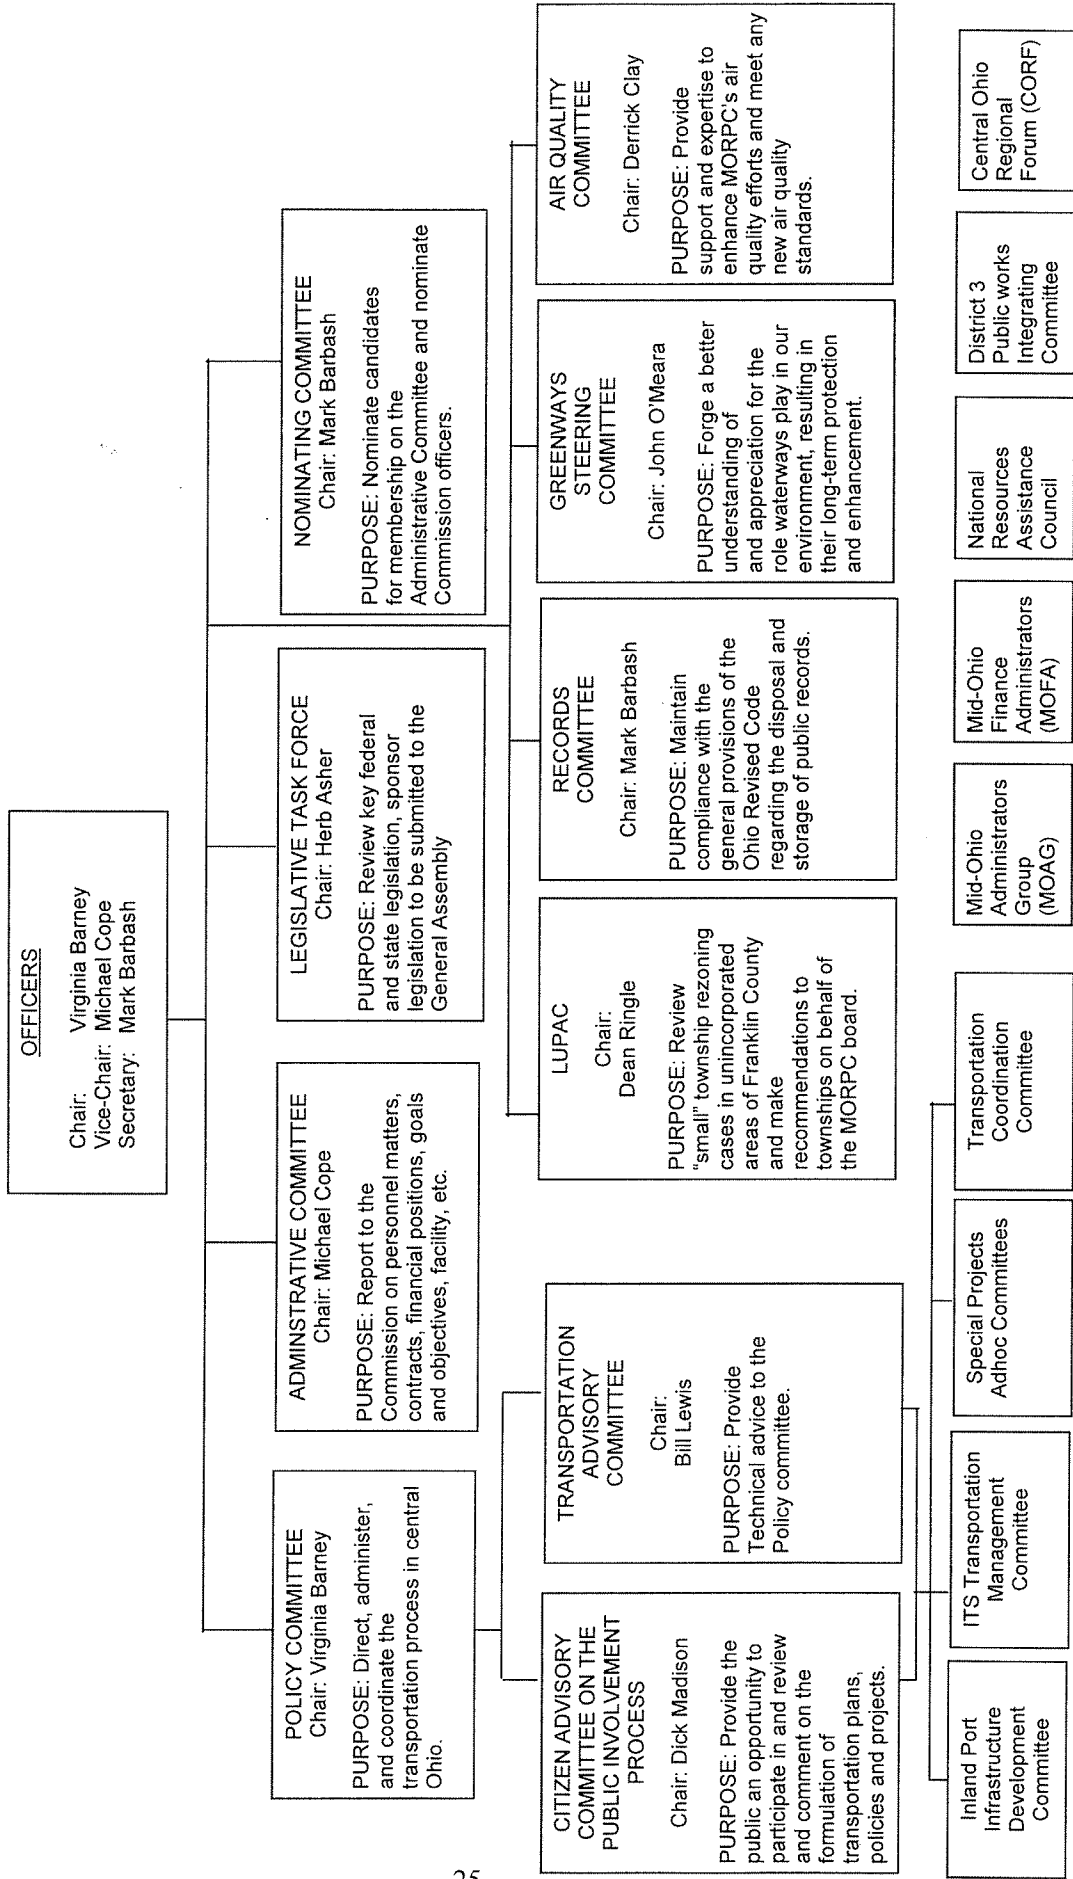 OFFICERS
Chair: Virginia Barney
Vice-Chair: Michael Cope
Secretary: Mark Barbash
POLICY COMMITTEE
Chair: Virginia Barney
PURPOSE: Direct, administer,
and coordinate the
transportation process in central
Ohio.
ADMINSTRATIVE COMMITTEE
Chair: Michael Cope
PURPOSE: Report to the
Commission on personnel matters,
contracts, financial positions, goals
and objectives, facility, etc.
LEGISLATIVE TASK FORCE
Chair: Herb Asher
PURPOSE: Review key federal
and state legislation, sponsor
legislation to be submitted to the
General Assembly
NOMINATING COMMITTEE
Chair: Mark Barbash
PURPOSE: Nominate candidates
for membership on the
Administrative Committee and nominate
Commission officers.
CITIZEN ADVISORY
COMMITTEE ON THE
PUBLIC INVOLVEMENT
PROCESS
Chair: Dick Madison
PURPOSE: Provide the
public an opportunity to
participate in and review
and comment on the
formulation of
transportation plans,
policies and projects.
TRANSPORTATION
ADVISORY
COMMITTEE
Chair:
Bill Lewis
PURPOSE: Provide
Technical advice to the
Policy committee.
LUPAC
Chair:
Dean Ringle
PURPOSE: Review
"small" township rezoning
cases in unincorporated
areas of Franklin County
and make
recommendations to
townships on behalf of
the MORPC board.
RECORDS
COMMITTEE
Chair: Mark Barbash
PURPOSE: Maintain
compliance with the
general provisions of the
Ohio Revised Code
regarding the disposal and
storage of public records.
GREENWAYS
STEERING
COMMITTEE
Chair: John O'Meara
PURPOSE: Forge a better
understanding of
and appreciation for the
role waterways play in our
environment, resulting in
their long-term protection
and enhancement.
AIR QUALITY
COMMITTEE
Chair: Derrick Clay
PURPOSE: Provide
support and expertise to
enhance MORPC's air
quality efforts and meet any
new air quality
standards.
Inland Port
Infrastructure
Development
Committee
ITS Transportation
Management
Committee
Special Projects
Adhoc Committees
Transportation
Coordination
Committee
Mid-Ohio
Administrators
Group
(MOAG)
Mid-Ohio
Finance
Administrators
(MOFA)
National
Resources
Assistance
Council
District 3
Public works
Integrating
Committee
Central Ohio
Regional
Forum (CORF)
25